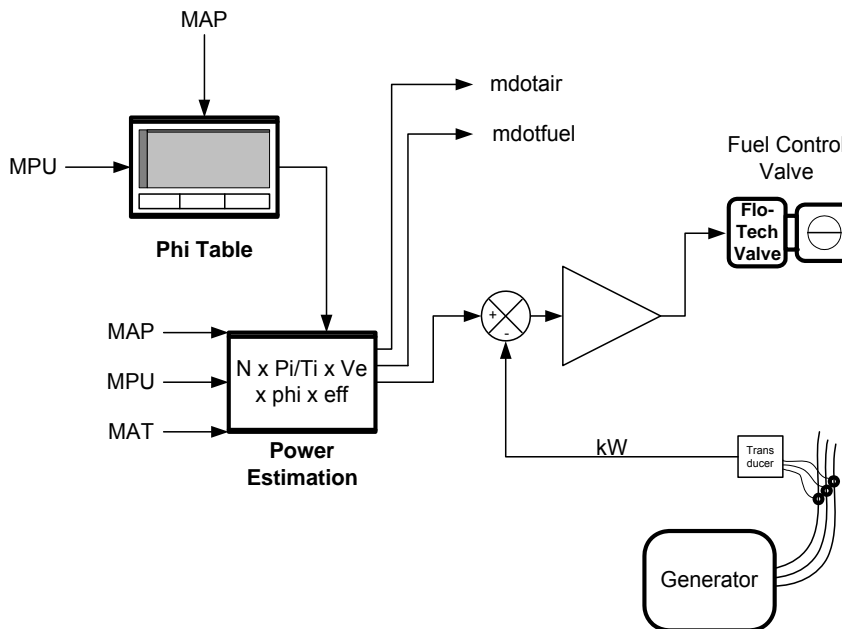 MAP
mdotair
mdotfuel
MPU
Fuel Control
Valve
Flo-
Tech
Valve
Phi Table
MAP
MPU
MAT
N x Pi/Ti x Ve
x phi x eff
+
-
Power
Estimation
kW
Trans
ducer
Generator